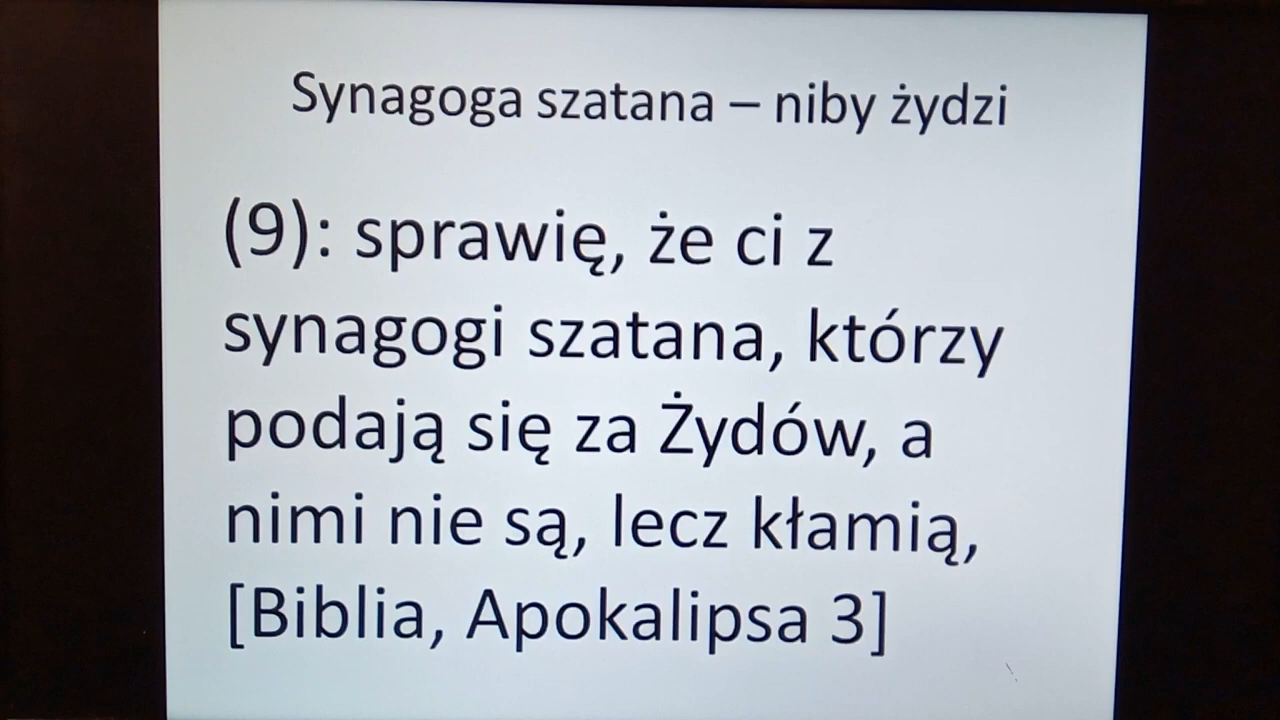 Synagoga szatana – niby żydzi
(9): sprawię, że ci z
synagogi szatana, którzy
podają się za Żydów, a
nimi nie są, lecz kłamią,
[Biblia, Apokalipsa 3]